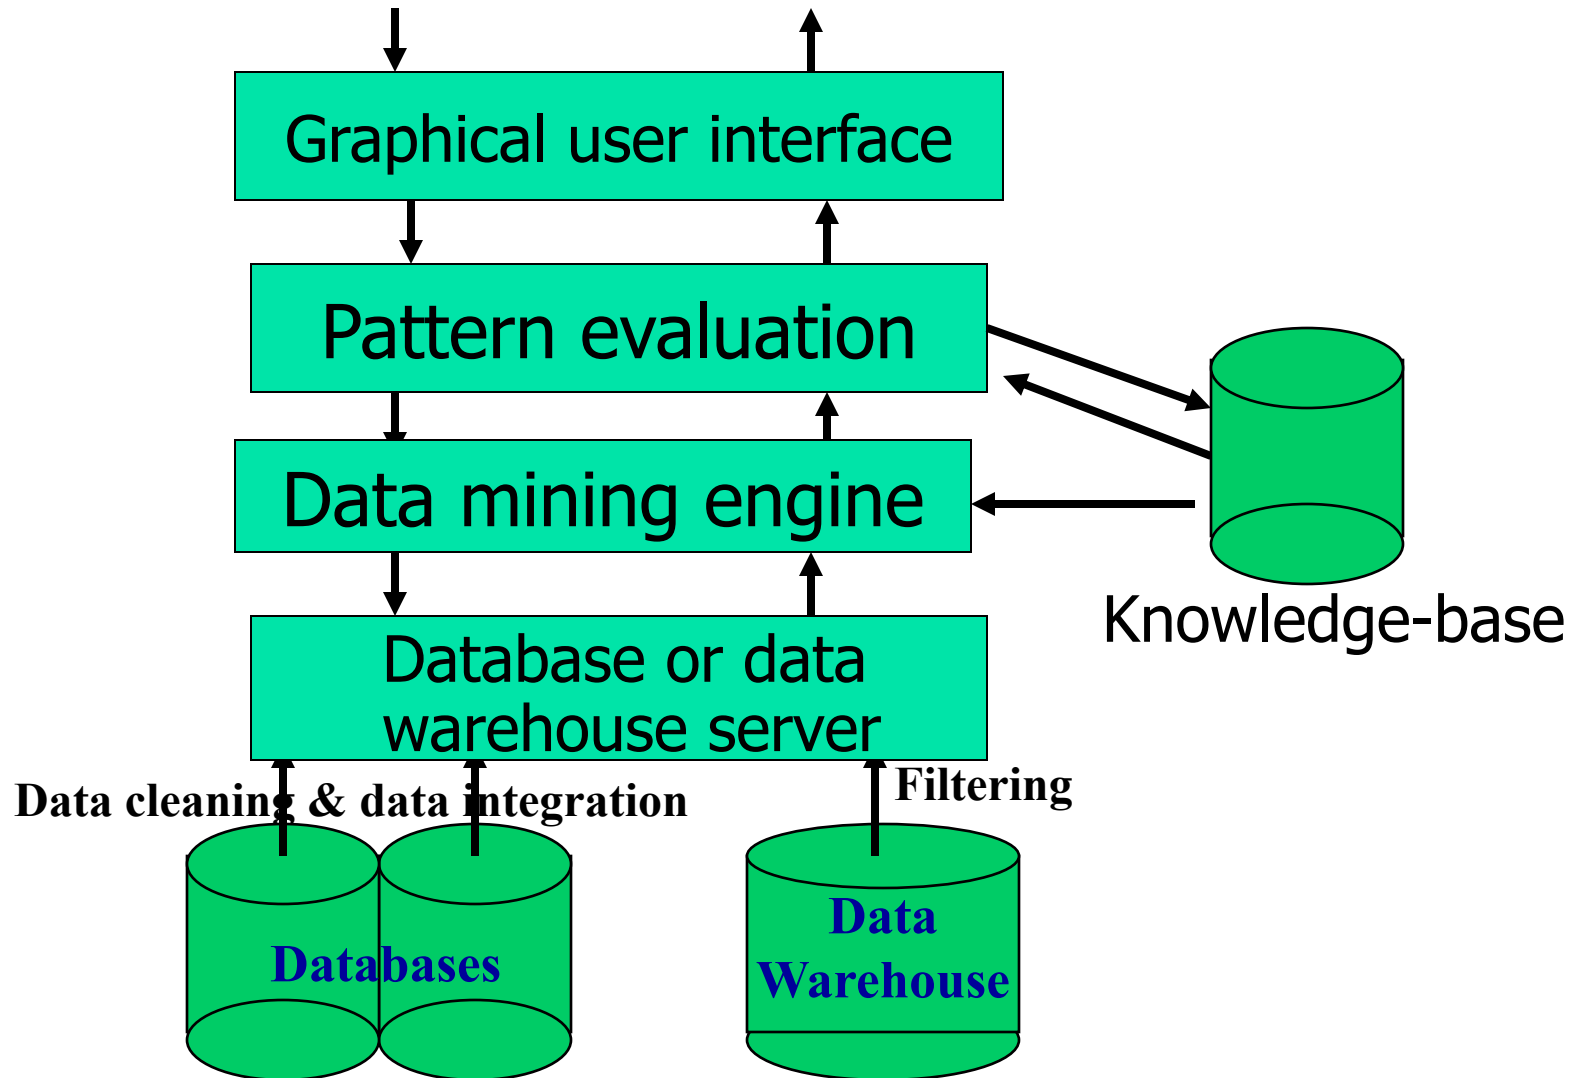 Graphical user interface
Pattern evaluation
Data mining engine
Knowledge-base
Database or data
warehouse server
Data cleaning & data integration
Filtering
Databases
Data
Warehouse